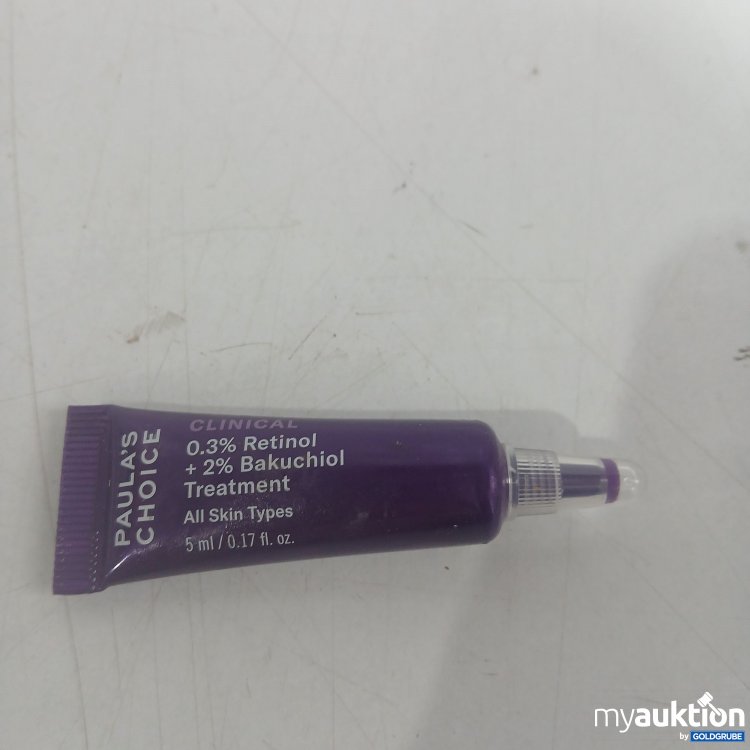 PAULA'S
CHOICE
CLINICAL
0.3% Retinol
+ 2% Bakuchiol
Treatment
All Skin Types
5 ml / 0.17 fl. oz.
myauktion
by GOLDGRUBE